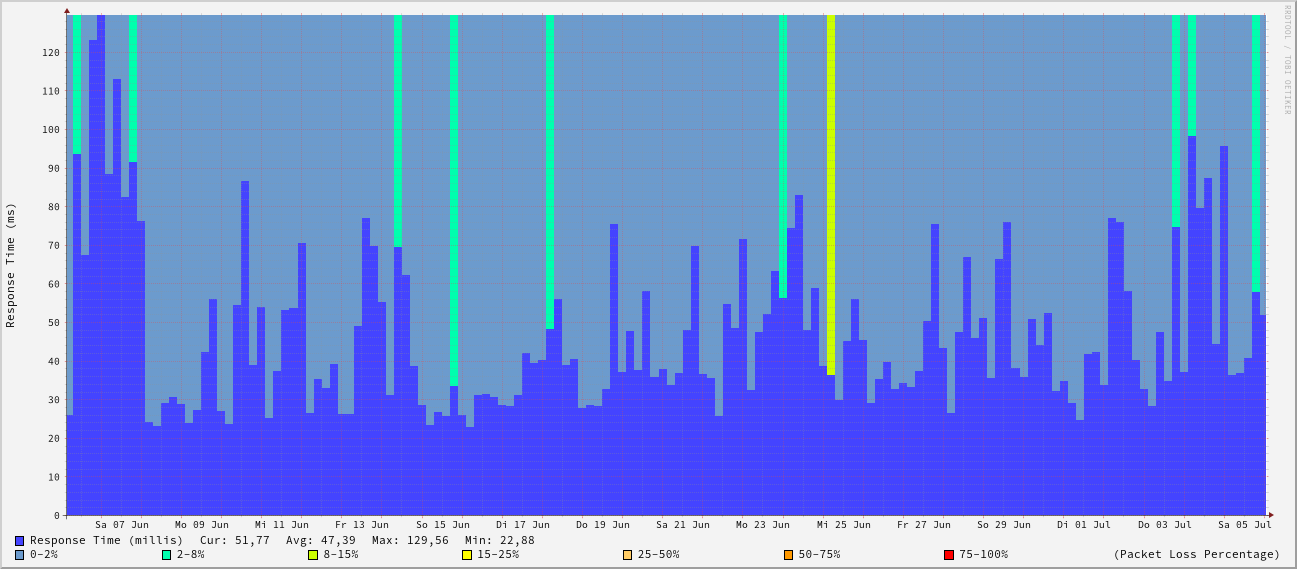 RRDTOOL / TOBI OETIKER
Response Time (ms)
120
110
100
90
80
70
60
50
40
30
20
10
0
Sa 07 Jun Mo 09 Jun Mi 11 Jun Fr 13 Jun So 15 Jun Di 17 Jun Do 19 Jun Sa 21 Jun Mo 23 Jun Mi 25 Jun Fr 27 Jun So 29 Jun Di 01 Jul Do 03 Jul Sa 05 Jul
Response Time (millis) Cur: 51,77 Avg: 47,39 Max: 129,56 Min: 22,88
0-2% 2-8% 8-15% 15-25% 25-50% 50-75% 75-100% (Packet Loss Percentage)